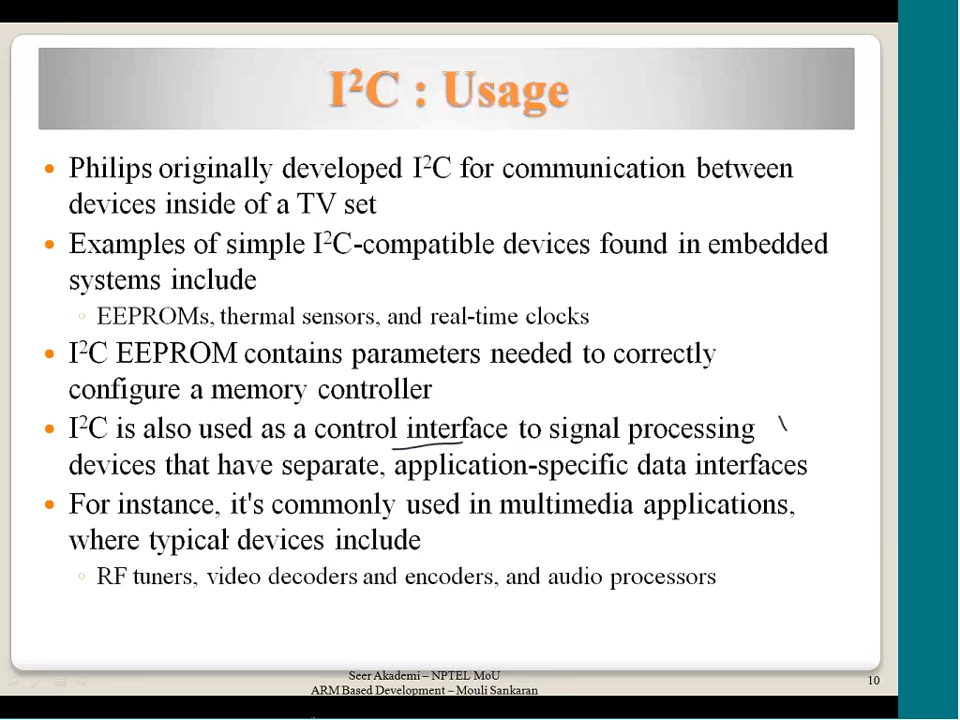 I²C : Usage
Philips originally developed I²C for communication between
devices inside of a TV set
Examples of simple I²C-compatible devices found in embedded
systems include
EEPROMs, thermal sensors, and real-time clocks
I²C EEPROM contains parameters needed to correctly
configure a memory controller
I²C is also used as a control interface to signal processing
devices that have separate, application-specific data interfaces
For instance, it's commonly used in multimedia applications,
where typical devices include
RF tuners, video decoders and encoders, and audio processors
Seer Akademi – NPTEL MoU
ARM Based Development – Mouli Sankaran
10